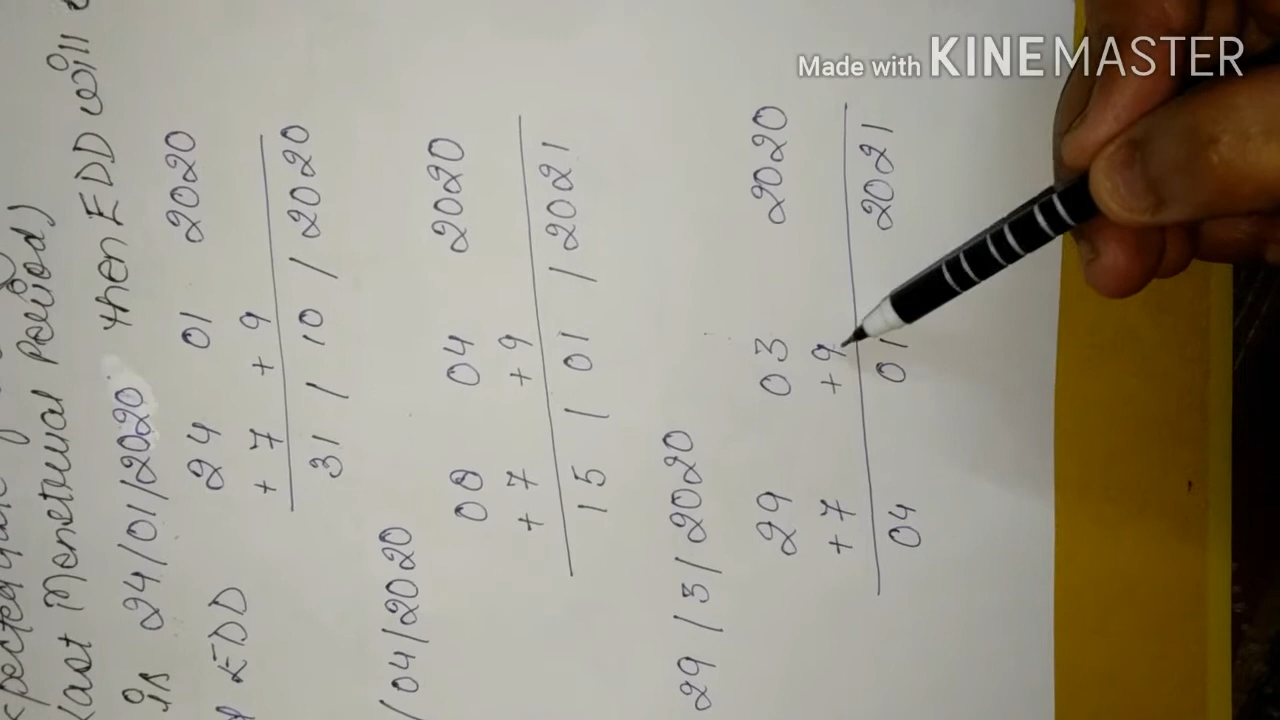 Made with KINEMASTER
Last Menstrual Period)
is 24/01/2020 then EDD will
24 01 2020
+ 7 + 9
EDD
31 / 10 / 2020
/04/2020
08 04 2020
+ 7 + 9
15 / 01 / 2021
29/3/2020
29 03 2020
+ 7 + 9
04 01 2021